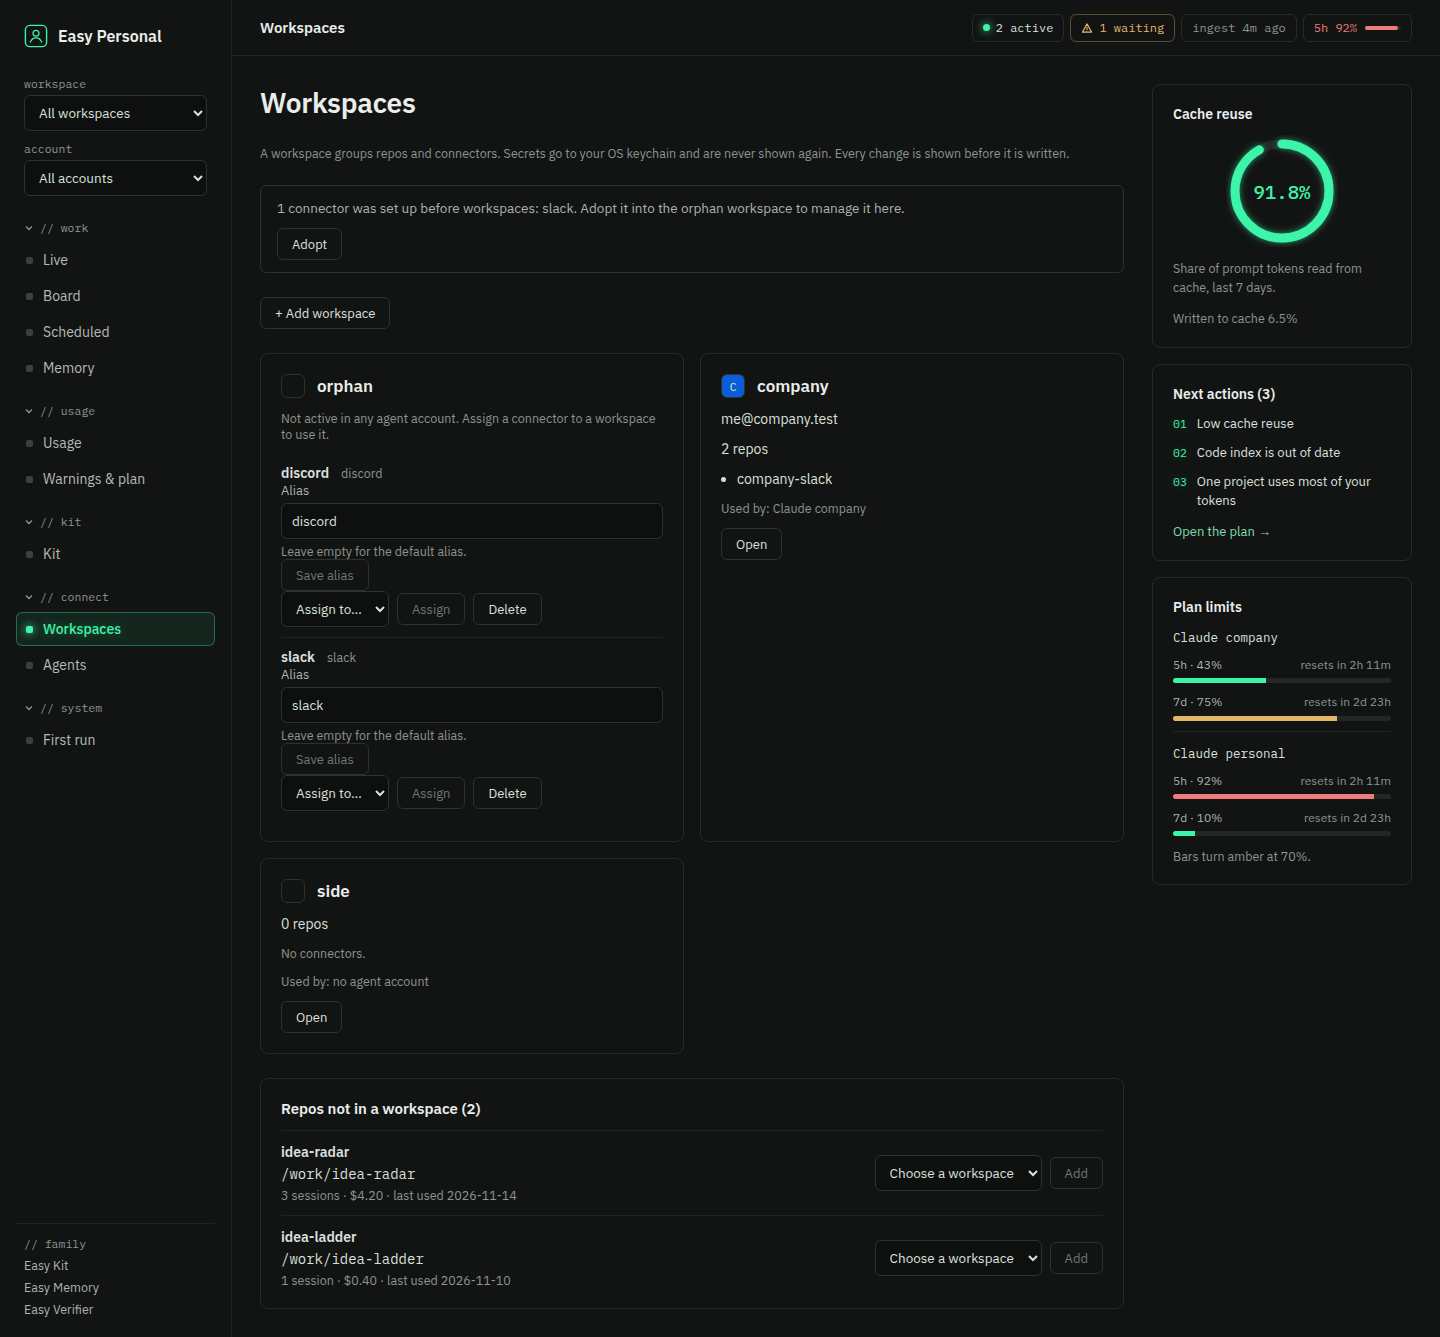 Easy Personal
workspace
All workspaces
account
All accounts
// work
Live
Board
Scheduled
Memory
// usage
Usage
Warnings & plan
// kit
Kit
// connect
Workspaces
Agents
// system
First run
// family
Easy Kit
Easy Memory
Easy Verifier
Workspaces
2 active
1 waiting
ingest 4m ago
5h 92%
Workspaces
A workspace groups repos and connectors. Secrets go to your OS keychain and are never shown again. Every change is shown before it is written.
1 connector was set up before workspaces: slack. Adopt it into the orphan workspace to manage it here.
Adopt
+ Add workspace
orphan
Not active in any agent account. Assign a connector to a workspace
to use it.
discord discord
Alias
discord
Leave empty for the default alias.
Save alias
Assign to... Assign Delete
slack slack
Alias
slack
Leave empty for the default alias.
Save alias
Assign to... Assign Delete
C company
me@company.test
2 repos
• company-slack
Used by: Claude company
Open
side
0 repos
No connectors.
Used by: no agent account
Open
Repos not in a workspace (2)
idea-radar
/work/idea-radar
3 sessions · $4.20 · last used 2026-11-14
Choose a workspace Add
idea-ladder
/work/idea-ladder
1 session · $0.40 · last used 2026-11-10
Choose a workspace Add
Cache reuse
91.8%
Share of prompt tokens read from
cache, last 7 days.
Written to cache 6.5%
Next actions (3)
01 Low cache reuse
02 Code index is out of date
03 One project uses most of your
tokens
Open the plan →
Plan limits
Claude company
5h · 43% resets in 2h 11m
7d · 75% resets in 2d 23h
Claude personal
5h · 92% resets in 2h 11m
7d · 10% resets in 2d 23h
Bars turn amber at 70%.